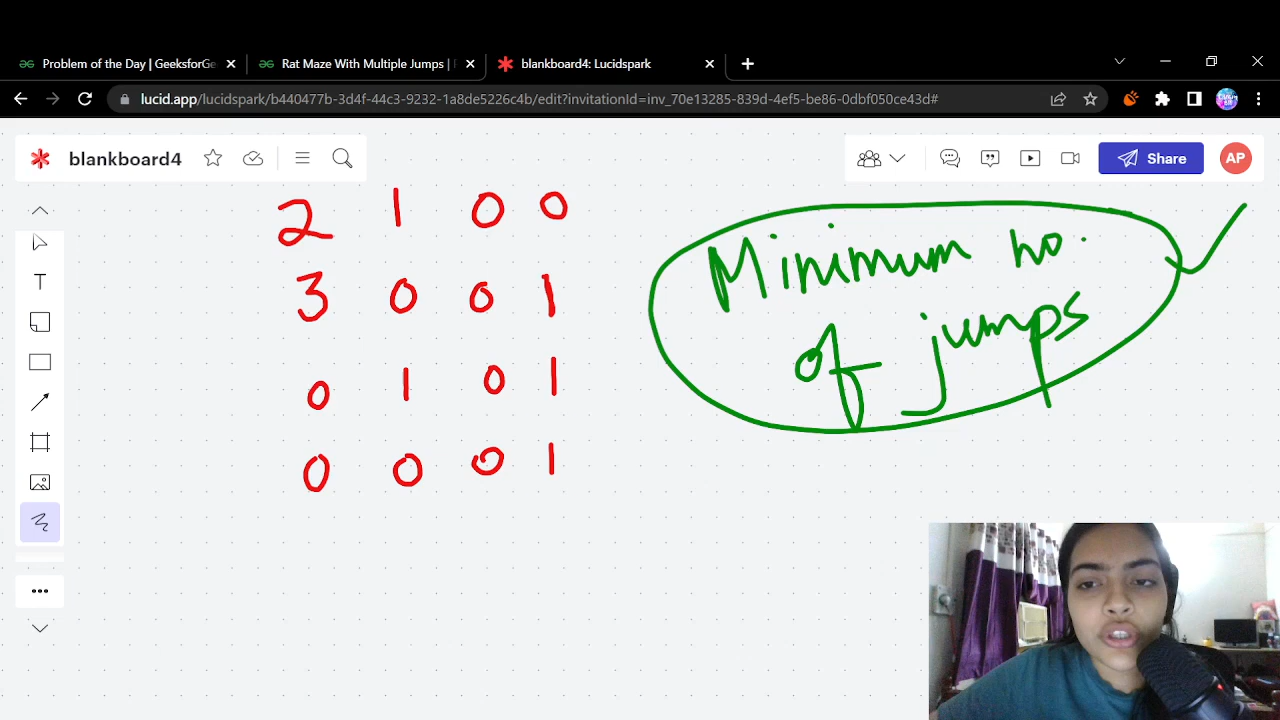 Problem of the Day | GeeksforGe
Rat Maze With Multiple Jumps |
blankboard4: Lucidspark
lucid.app/lucidspark/b440477b-3d4f-44c3-9232-1a8de5226c4b/edit?invitationId=inv_70e13285-839d-4ef5-be86-0dbf050ce43d#
blankboard4
Share
AP
T
2 1 0 0
3 0 0 1
0 1 0 1
0 0 0 1
Minimum no.
of jumps